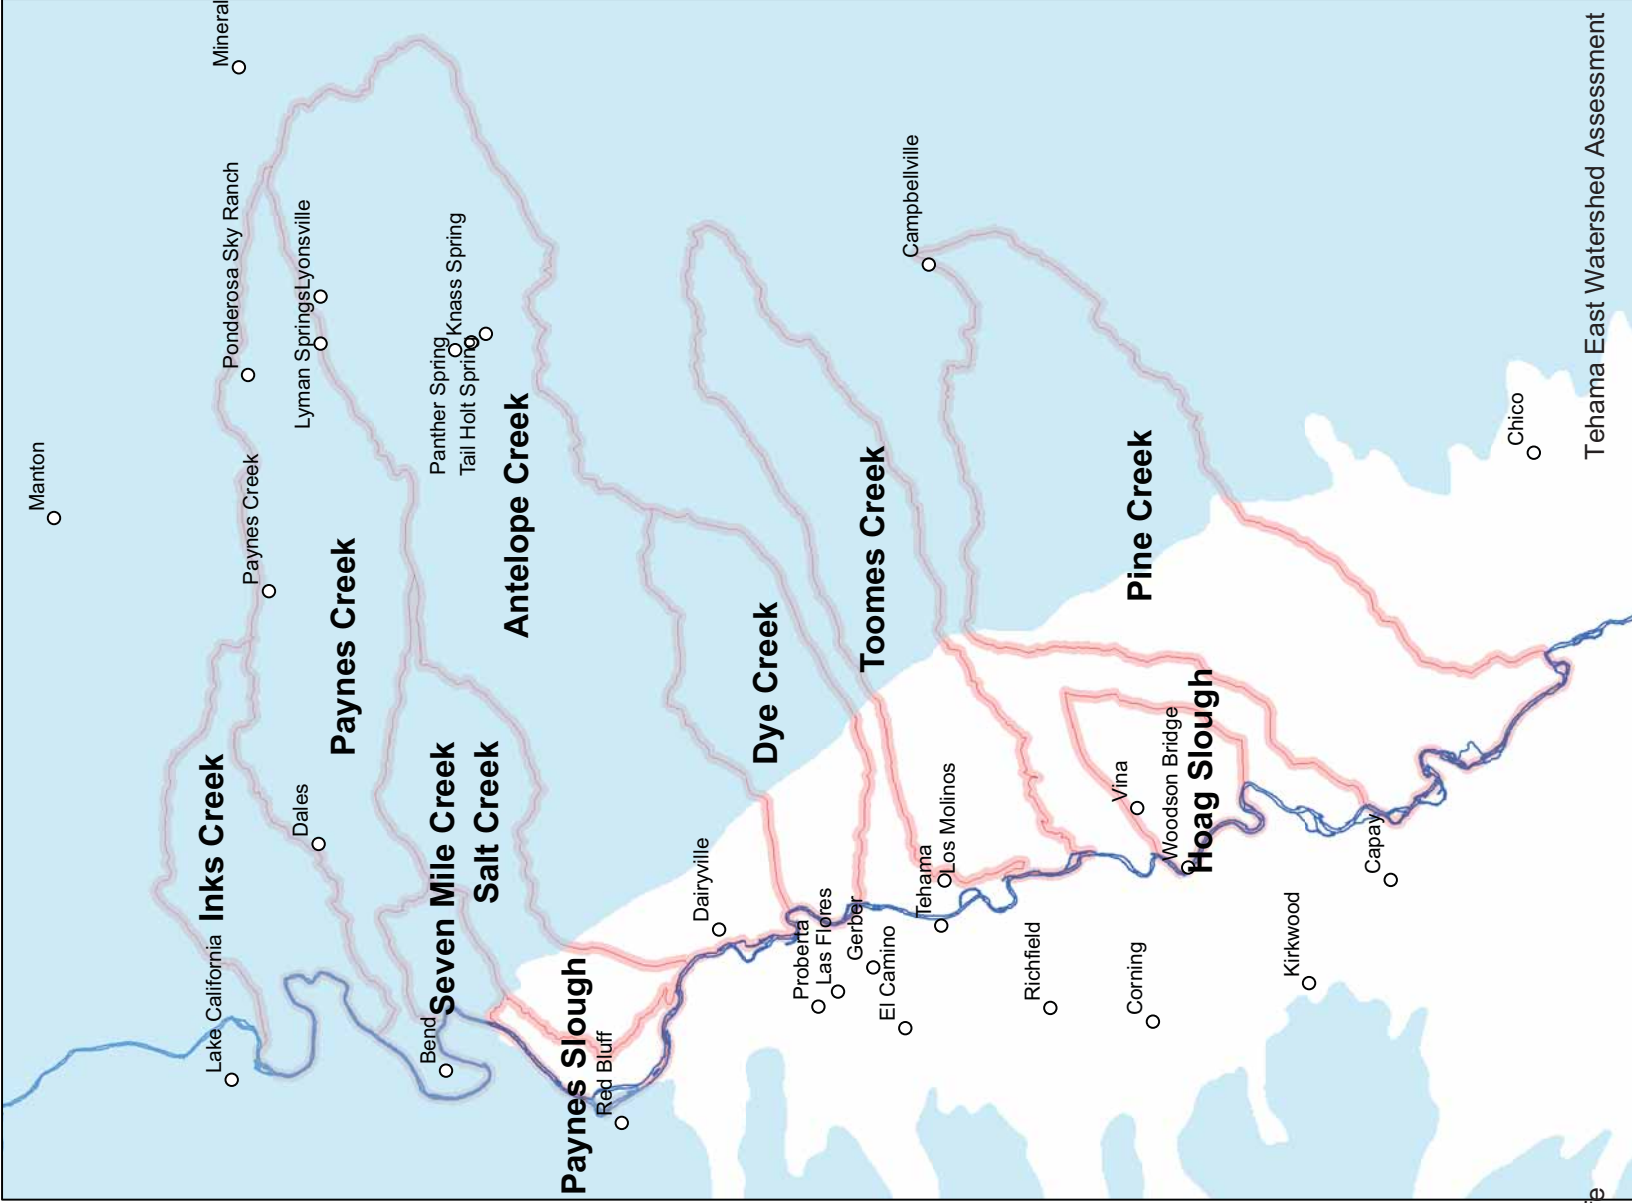 Manton
Lake California
Inks Creek
Mineral
Ponderosa Sky Ranch
Paynes Creek
Dales
Lyman Springs
Lyonsville
Paynes Creek
Bend
Panther Spring
Seven Mile Creek
Knass Spring
Tail Holt Spring
Salt Creek
Antelope Creek
Paynes Slough
Red Bluff
Dairyville
Dye Creek
Proberta
Las Flores
Gerber
Toomes Creek
El Camino
Campbellville
Tehama
Los Molinos
Richfield
Vina
Corning
Pine Creek
Woodson Bridge
Hoag Slough
Kirkwood
Capay
Chico
Tehama East Watershed Assessment